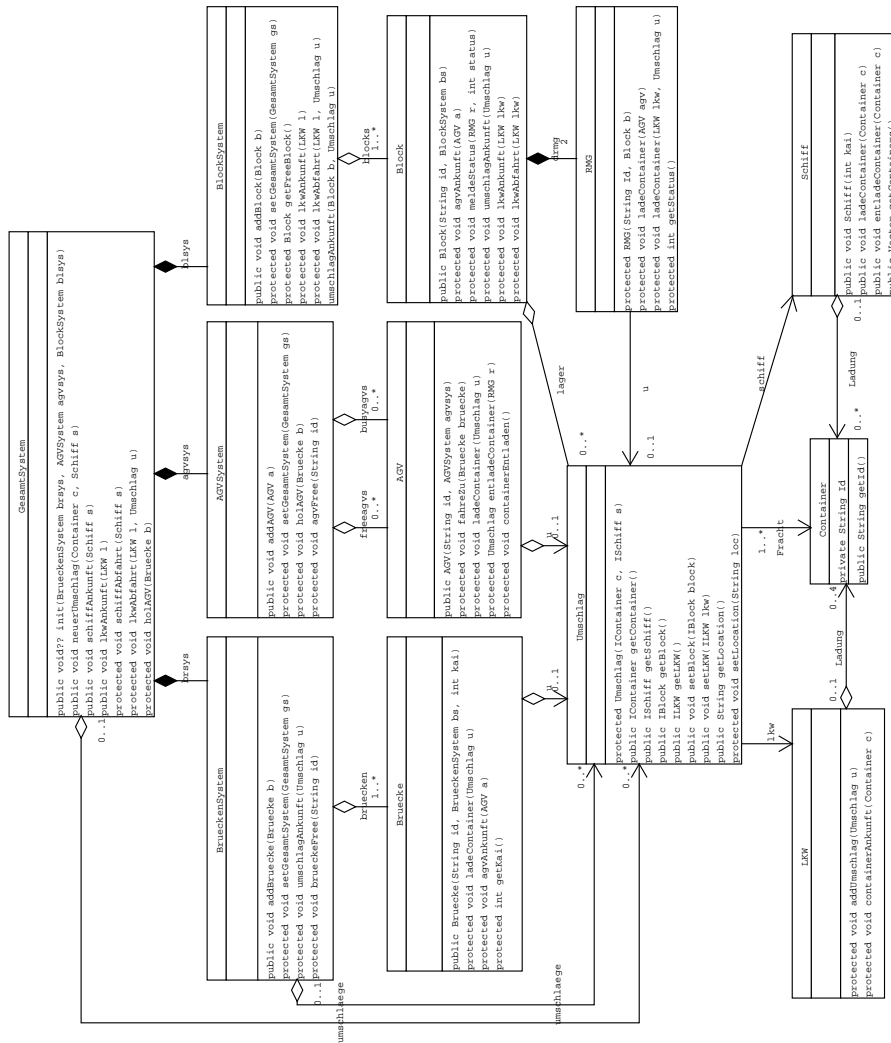 GesamtSystem
public void?? init(BrueckenSystem brsys, AGVSystem agvsys, BlockSystem blsys)
public void neuerUmschlag(Container c, Schiff s)
public void schiffAnkunft(Schiff s)
public void lkwAnkunft(LKW l)
protected void schiffAbfahrt(Schiff s)
protected void lkwAbfahrt(LKW l, Umschlag u)
protected void holAGV(Bruecke b)
0..1
brsys
agvsys
blsys
BrueckenSystem
public void addBruecke(Bruecke b)
protected void setGesamtSystem(GesamtSystem gs)
protected void umschlagAnkunft(Umschlag u)
protected void brueckeFree(String id)
0..1
umschlaege
bruecken
1..*
AGVSystem
public void addAGV(AGV a)
protected void setGesamtSystem(GesamtSystem gs)
protected void holAGV(Bruecke b)
protected void agvFree(String id)
freeagvs
0..*
busyagvs
0..*
BlockSystem
public void addBlock(Block b)
protected void setGesamtSystem(GesamtSystem gs)
protected Block getFreeBlock()
protected void lkwAnkunft(LKW l)
protected void lkwAbfahrt(LKW l, Umschlag u)
umschlagAnkunft(Block b, Umschlag u)
blocks
1..*
Bruecke
public Bruecke(String id, BrueckenSystem bs, int kai)
protected void ladeContainer(Umschlag u)
protected void agvAnkunft(AGV a)
protected int getKai()
u
0..1
AGV
public AGV(String id, AGVSystem agvsys)
protected void fahreZu(Bruecke bruecke)
protected void ladeContainer(Umschlag u)
protected Umschlag entladeContainer(RMG r)
protected void containerEntladen()
u
0..1
Block
public Block(String id, BlockSystem bs)
protected void agvAnkunft(AGV a)
protected void meldeStatus(RMG r, int status)
protected void umschlagAnkunft(Umschlag u)
protected void lkwAnkunft(LKW lkw)
protected void lkwAbfahrt(LKW lkw)
drmg
2
lager
0..*
RMG
protected RMG(String Id, Block b)
protected void ladeContainer(AGV agv)
protected void ladeContainer(LKW lkw, Umschlag u)
protected int getStatus()
u
0..1
umschlaege
0..*
0..*
Umschlag
protected Umschlag(IContainer c, ISchiff s)
public IContainer getContainer()
public ISchiff getSchiff()
public IBlock getBlock()
public ILKW getLKW()
public void setBlock(IBlock block)
public void setLKW(ILKW lkw)
public String getLocation()
protected void setLocation(String loc)
lkw
1..*
Fracht
schiff
LKW
protected void addUmschlag(Umschlag u)
protected void containerAnkunft(Container c)
0..1
Ladung
0..4
Container
private String Id
public String getId()
0..*
Ladung
0..1
Schiff
public void Schiff(int kai)
public void ladeContainer(Container c)
public void entladeContainer(Container c)